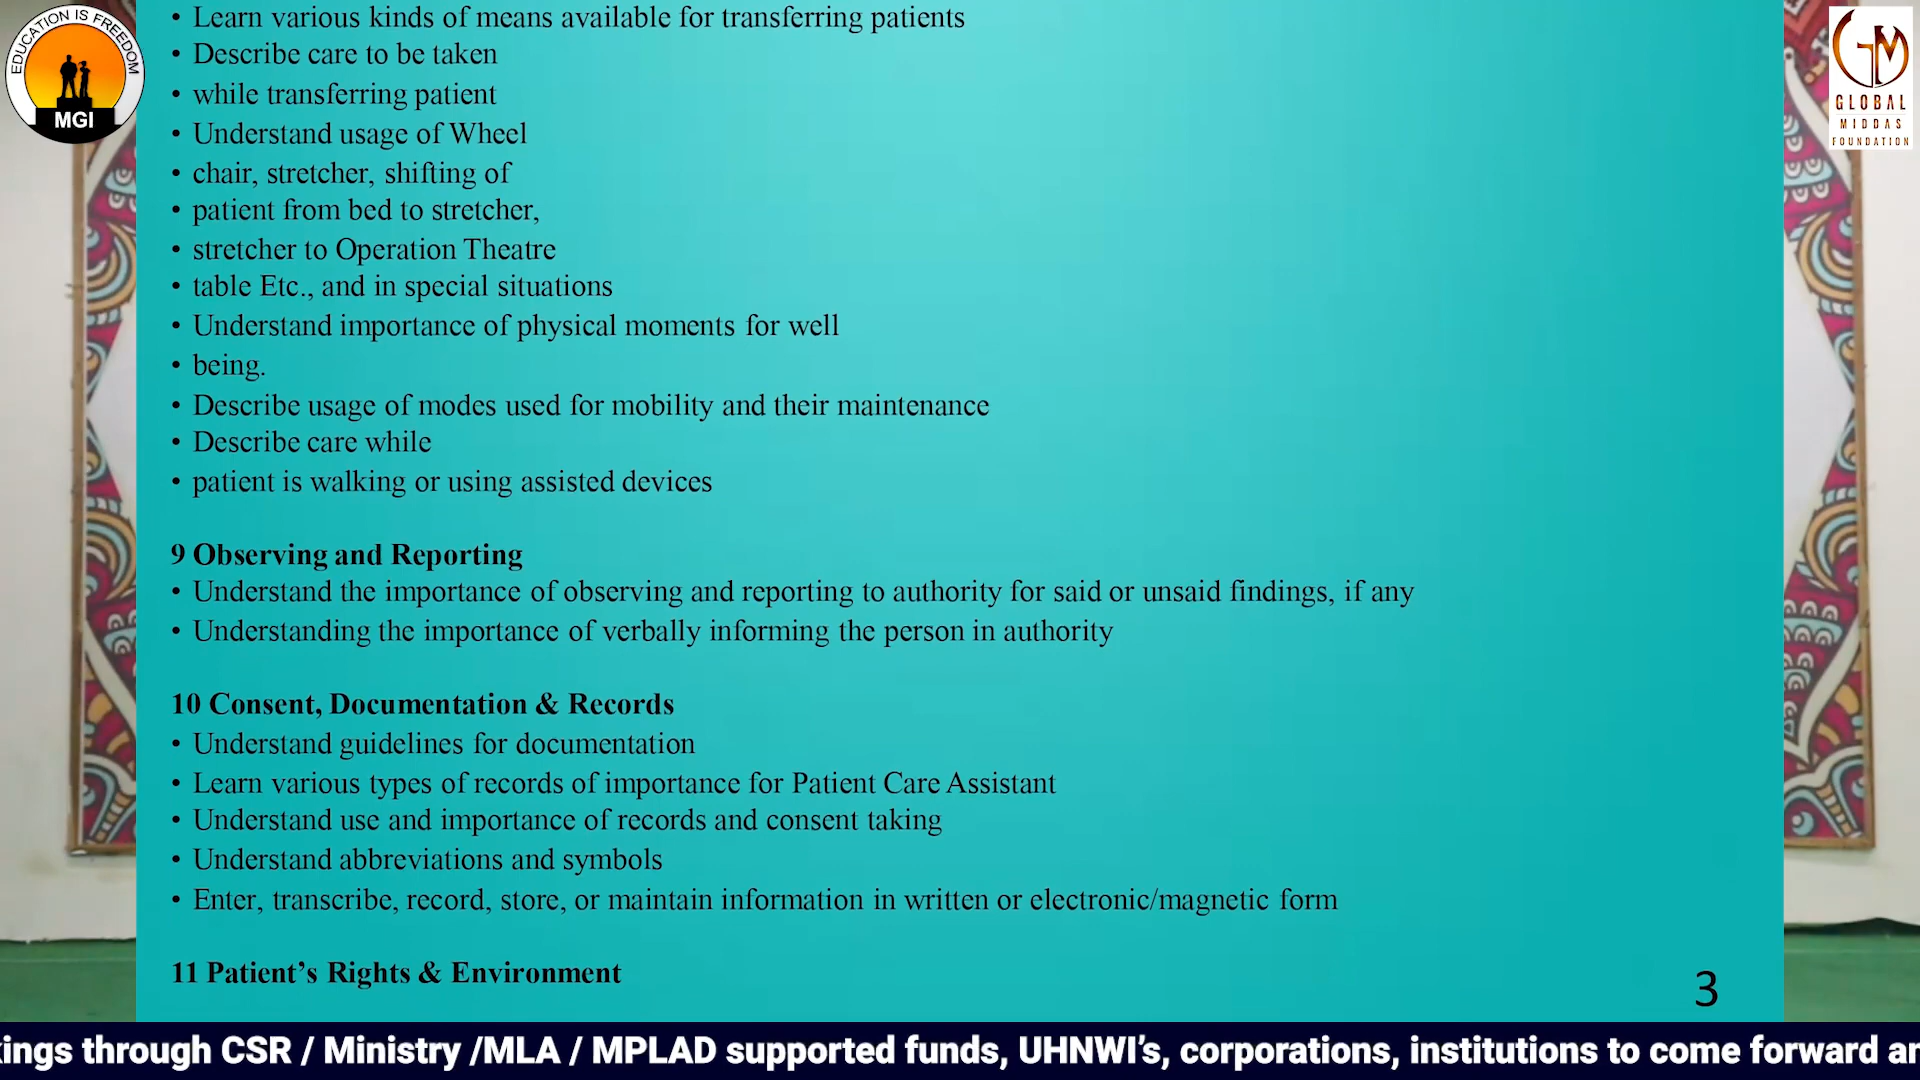 EDUCATION IS FREEDOM
MGI
GLOBAL
MIDDAS
FOUNDATION
• Learn various kinds of means available for transferring patients
• Describe care to be taken
• while transferring patient
• Understand usage of Wheel
• chair, stretcher, shifting of
• patient from bed to stretcher,
• stretcher to Operation Theatre
• table Etc., and in special situations
• Understand importance of physical moments for well
• being.
• Describe usage of modes used for mobility and their maintenance
• Describe care while
• patient is walking or using assisted devices
9 Observing and Reporting
• Understand the importance of observing and reporting to authority for said or unsaid findings, if any
• Understanding the importance of verbally informing the person in authority
10 Consent, Documentation & Records
• Understand guidelines for documentation
• Learn various types of records of importance for Patient Care Assistant
• Understand use and importance of records and consent taking
• Understand abbreviations and symbols
• Enter, transcribe, record, store, or maintain information in written or electronic/magnetic form
11 Patient’s Rights & Environment
3
through CSR / Ministry /MLA / MPLAD supported funds, UHNWI’s, corporations, institutions to come forward